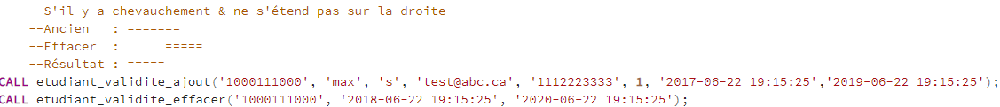 --S'il y a chevauchement & ne s'étend pas sur la droite
--Ancien   : =======
--Effacer  :      =====
--Résultat : =====
CALL etudiant_validite_ajout('1000111000', 'max', 's', 'test@abc.ca', '1112223333', 1, '2017-06-22 19:15:25','2019-06-22 19:15:25');
CALL etudiant_validite_effacer('1000111000', '2018-06-22 19:15:25', '2020-06-22 19:15:25');